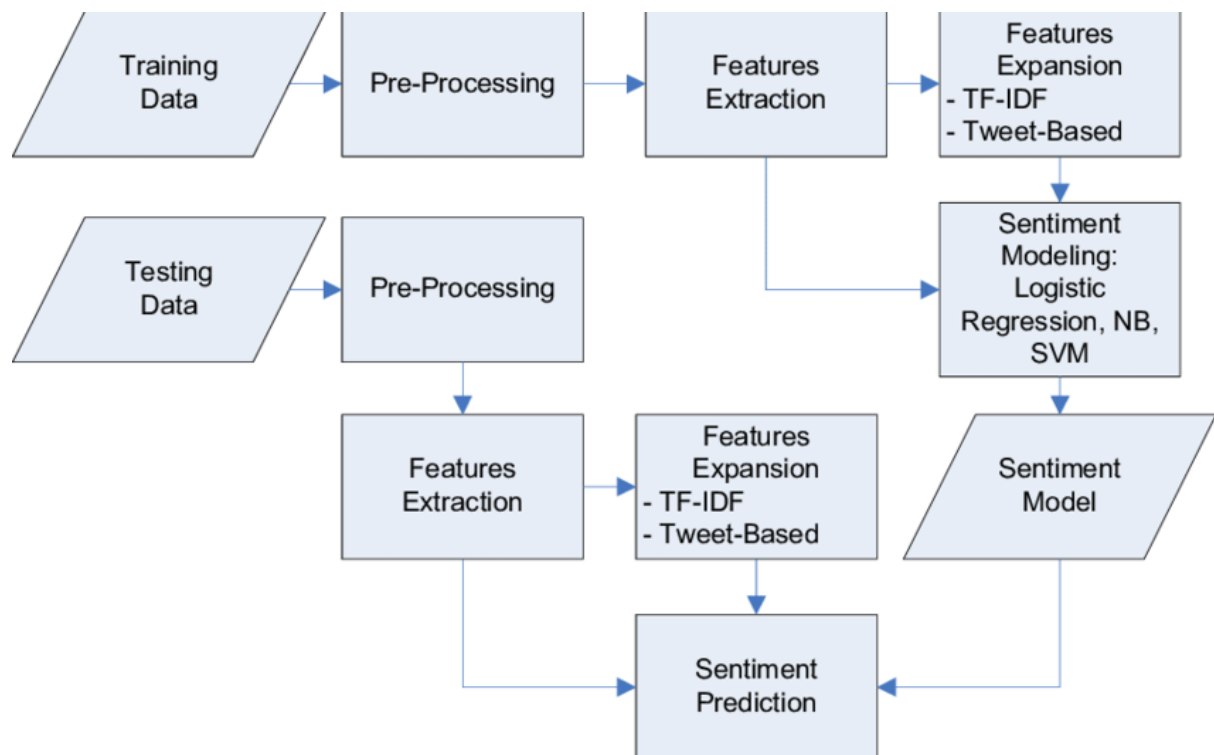 Training
Data
Pre-Processing
Features
Extraction
Features
Expansion
- TF-IDF
- Tweet-Based
Sentiment
Modeling:
Logistic
Regression, NB,
SVM
Testing
Data
Pre-Processing
Features
Extraction
Features
Expansion
- TF-IDF
- Tweet-Based
Sentiment
Model
Sentiment
Prediction